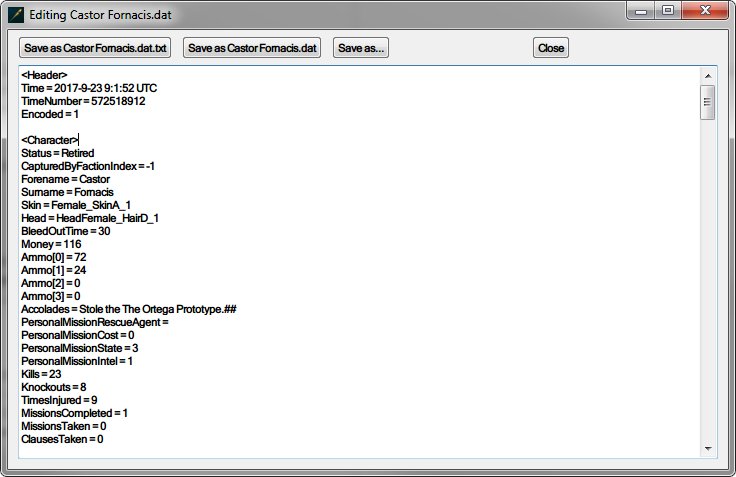 Editing Castor Fornacis.dat
Save as Castor Fornacis.dat.txt Save as Castor Fornacis.dat Save as... Close
<Header>
Time = 2017-9-23 9:1:52 UTC
TimeNumber = 572518912
Encoded = 1
<Character>
Status = Retired
CapturedByFactionIndex = -1
Forename = Castor
Surname = Fornacis
Skin = Female_SkinA_1
Head = HeadFemale_HairD_1
BleedOutTime = 30
Money = 116
Ammo[0] = 72
Ammo[1] = 24
Ammo[2] = 0
Ammo[3] = 0
Accolades = Stole the The Ortega Prototype.##
PersonalMissionRescueAgent =
PersonalMissionCost = 0
PersonalMissionState = 3
PersonalMissionIntel = 1
Kills = 23
Knockouts = 8
TimesInjured = 9
MissionsCompleted = 1
MissionsTaken = 0
ClausesTaken = 0